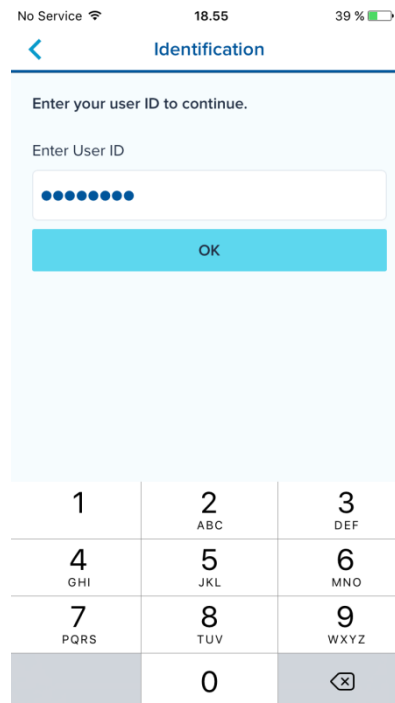 No Service 18.55 39 %
Identification
Enter your user ID to continue.
Enter User ID
●●●●●●●●
OK
1 2 3
ABC DEF
4 5 6
GHI JKL MNO
7 8 9
PQRS TUV WXYZ
0